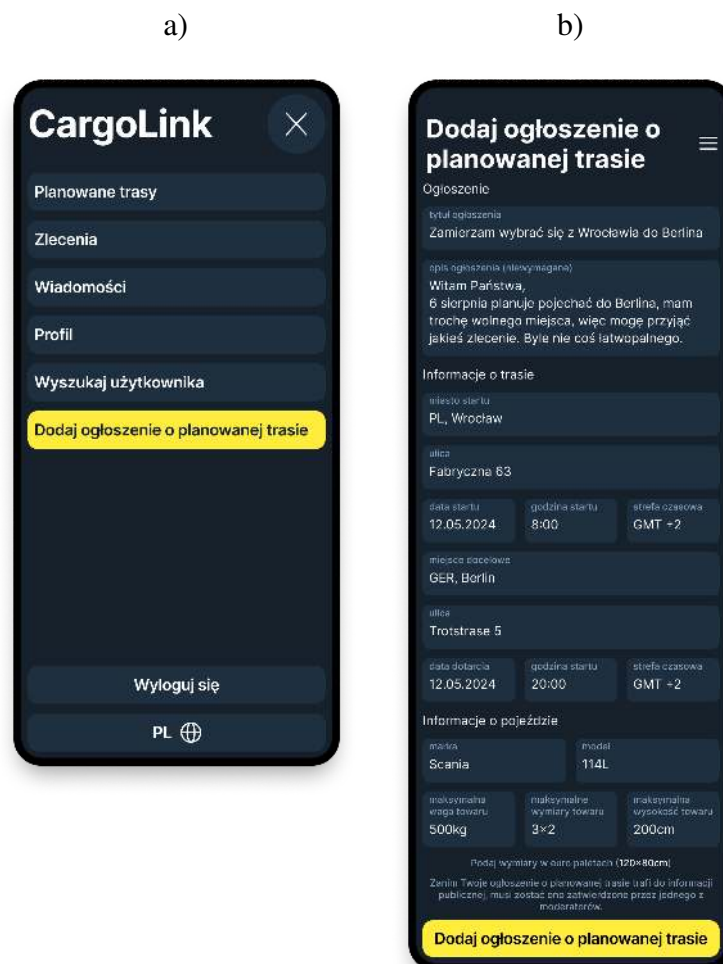 a)
CargoLink
Planowane trasy
Zlecenia
Wiadomości
Profil
Wyszukaj użytkownika
Dodaj ogłoszenie o planowanej trasie
Wyloguj się
PL
b)
Dodaj ogłoszenie o
planowanej trasie
Ogłoszenie
tytuł ogłoszenia
Zamierzam wybrać się z Wrocławia do Berlina
opis ogłoszenia (niewymagane)
Witam Państwa,
6 sierpnia planuje pojechać do Berlina, mam
trochę wolnego miejsca, więc mogę przyjąć
jakieś zlecenie. Byle nie coś łatwopalnego.
Informacje o trasie
miasto startu
PL, Wrocław
ulica
Fabryczna 63
data startu godzina startu strefa czasowa
12.05.2024 8:00 GMT +2
miejsce docelowe
GER, Berlin
ulica
Trotstrase 5
data dotarcia godzina startu strefa czasowa
12.05.2024 20:00 GMT +2
Informacje o pojeździe
marka model
Scania 114L
maksymalna maksymalne maksymalna
waga towaru wymiary towaru wysokość towaru
500kg 3×2 200cm
Podaj wymiary w euro paletach (120×80cm)
Zanim Twoje ogłoszenie o planowanej trasie trafi do informacji
publicznej, musi zostać ono zatwierdzone przez jednego z
moderatorów.
Dodaj ogłoszenie o planowanej trasie